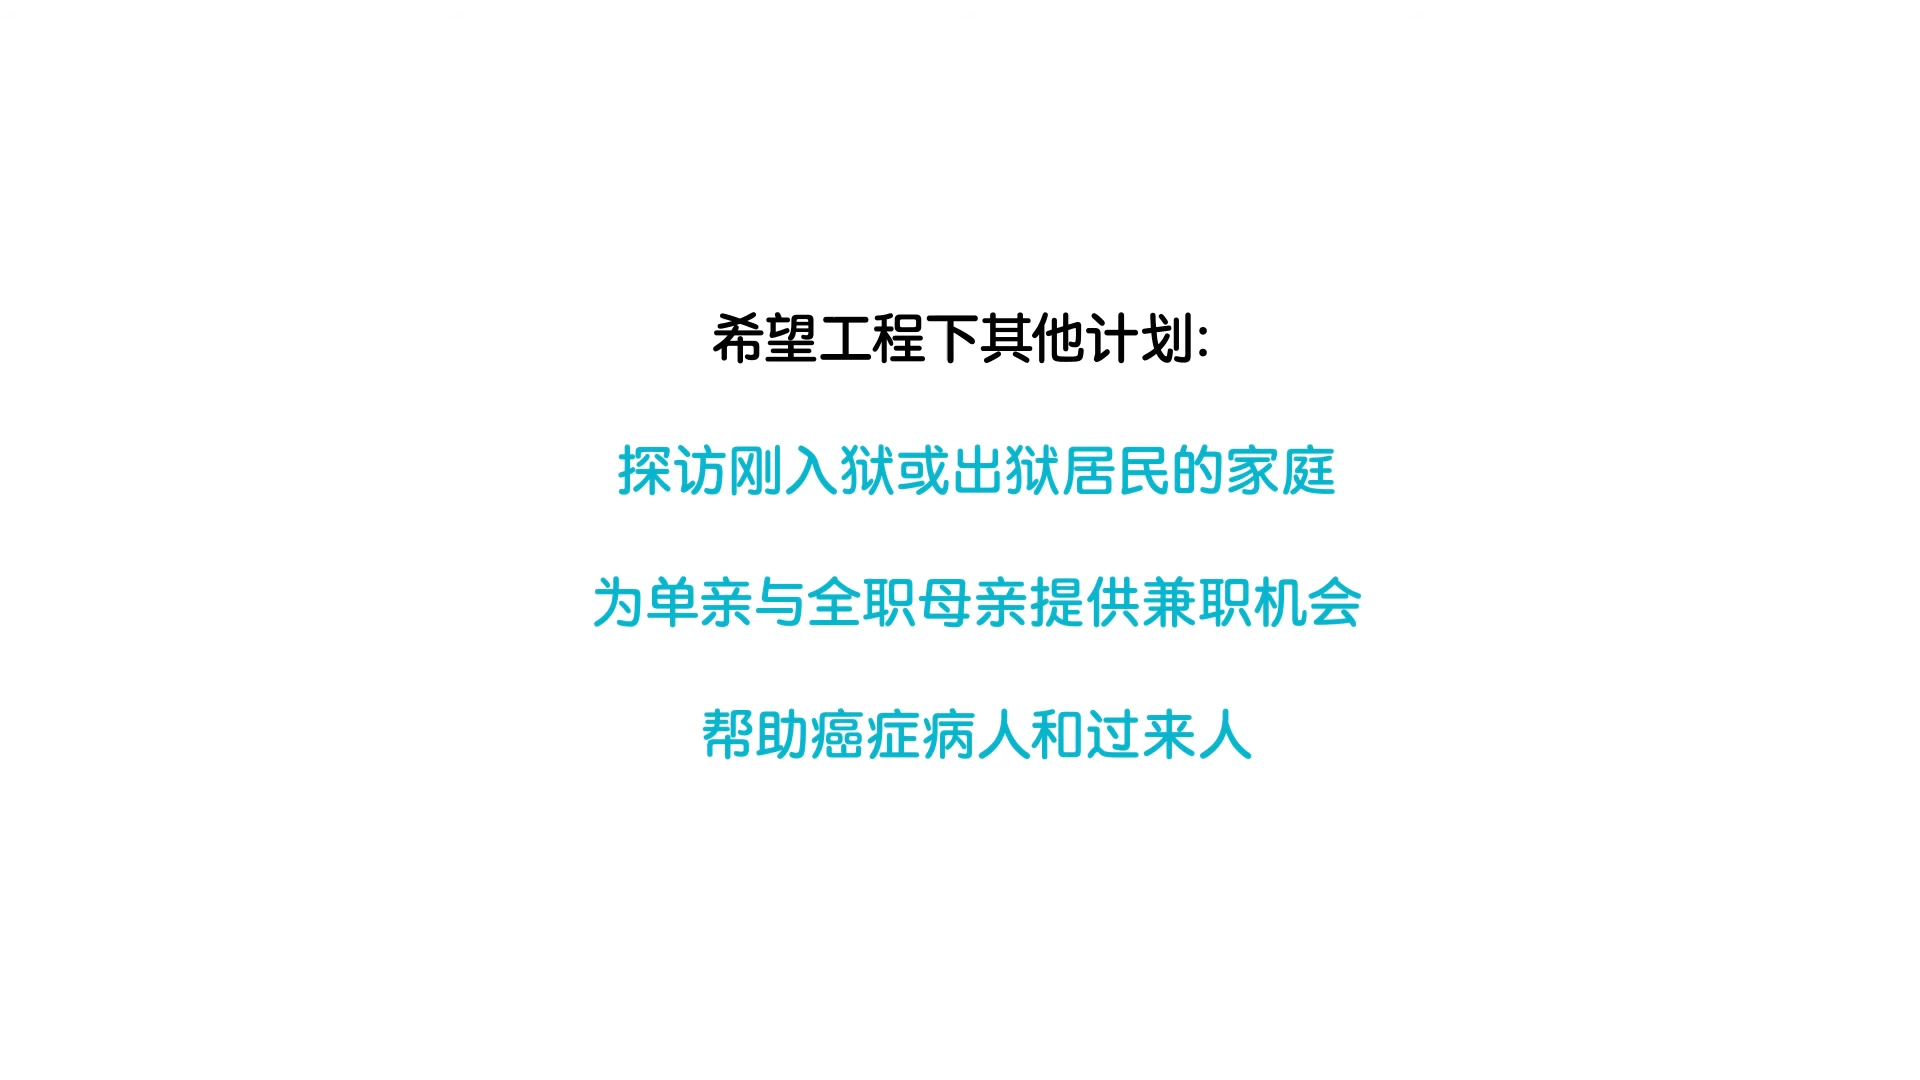 希望工程下其他计划:
探访刚入狱或出狱居民的家庭
为单亲与全职母亲提供兼职机会
帮助癌症病人和过来人